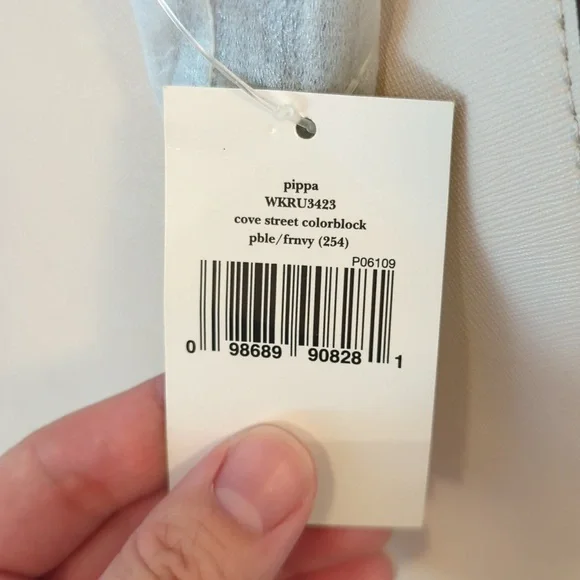 pippa
WKRU3423
cove street colorblock
pble/frnvy (254)
P06109
0 98689 90828 1